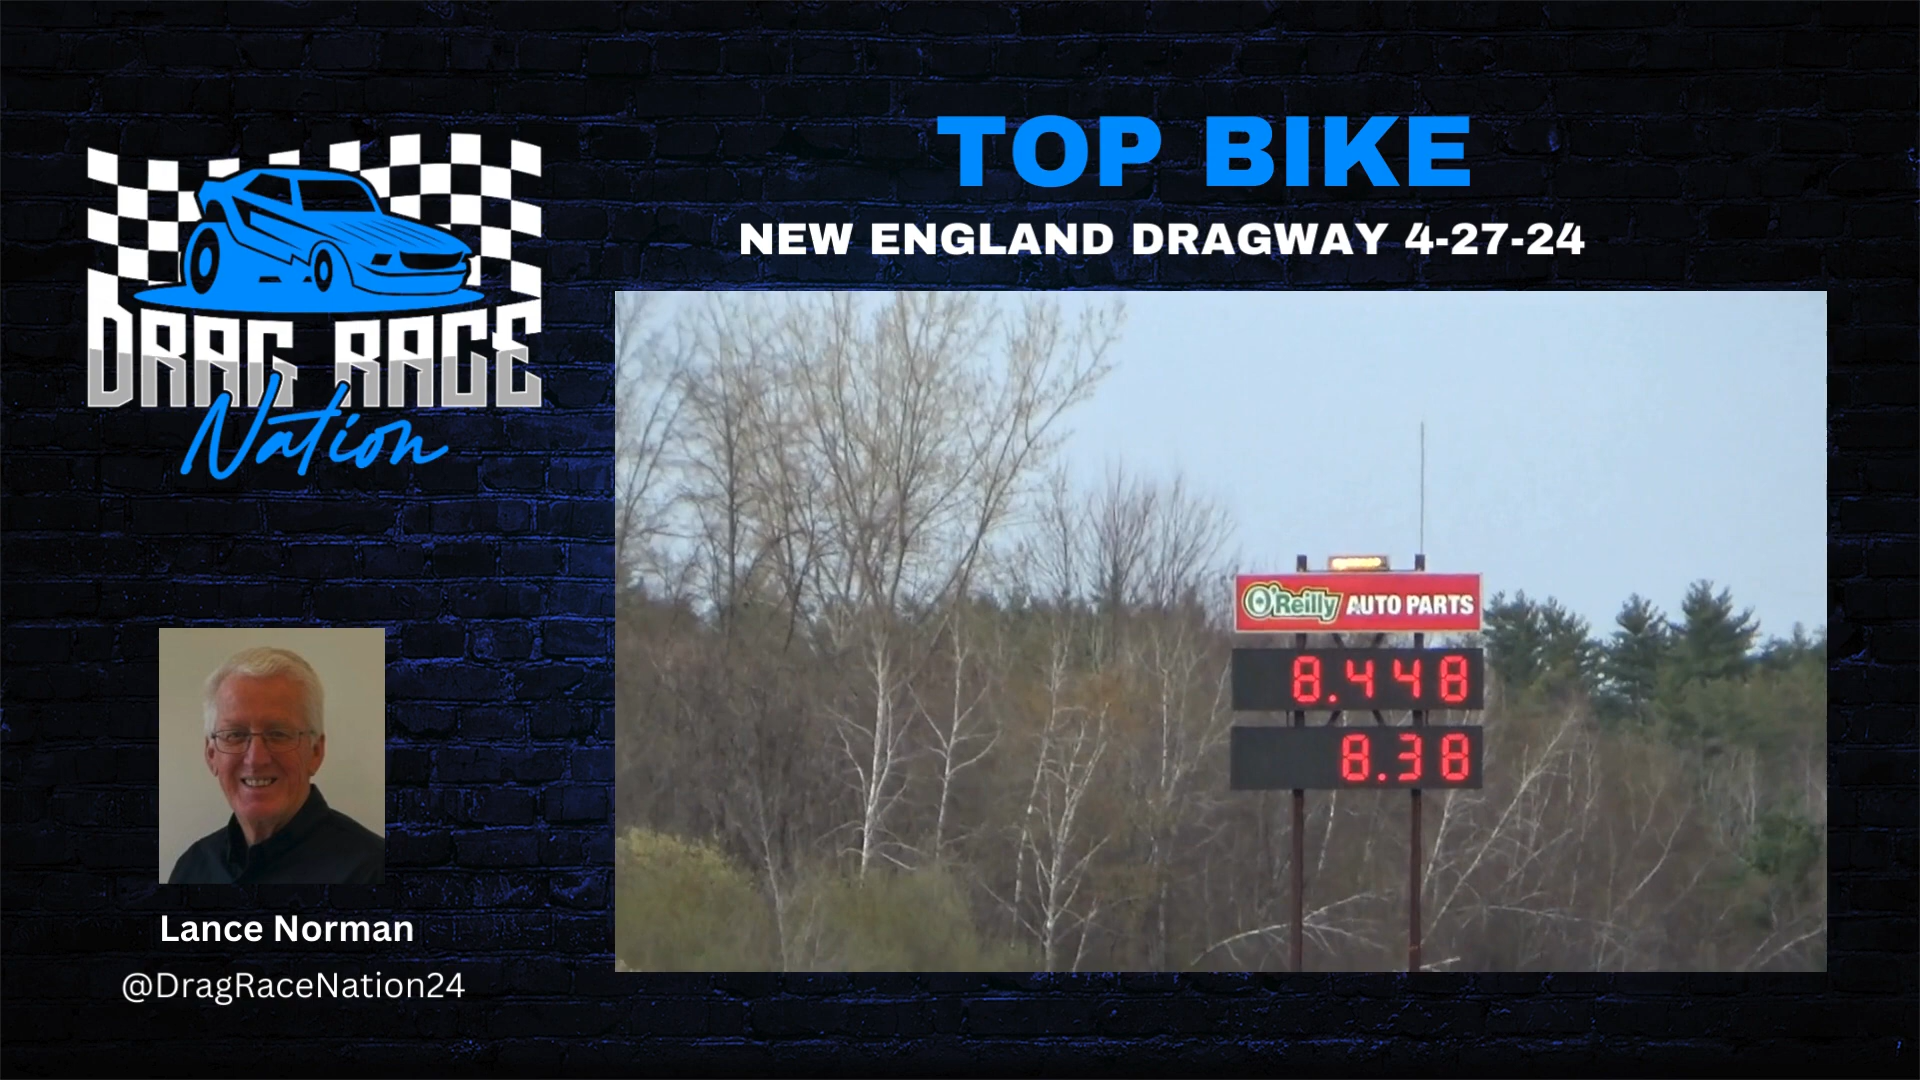 TOP BIKE
NEW ENGLAND DRAGWAY 4-27-24
DRAG RACE
Nation
O'Reilly AUTO PARTS
8.448
8.38
Lance Norman
@DragRaceNation24